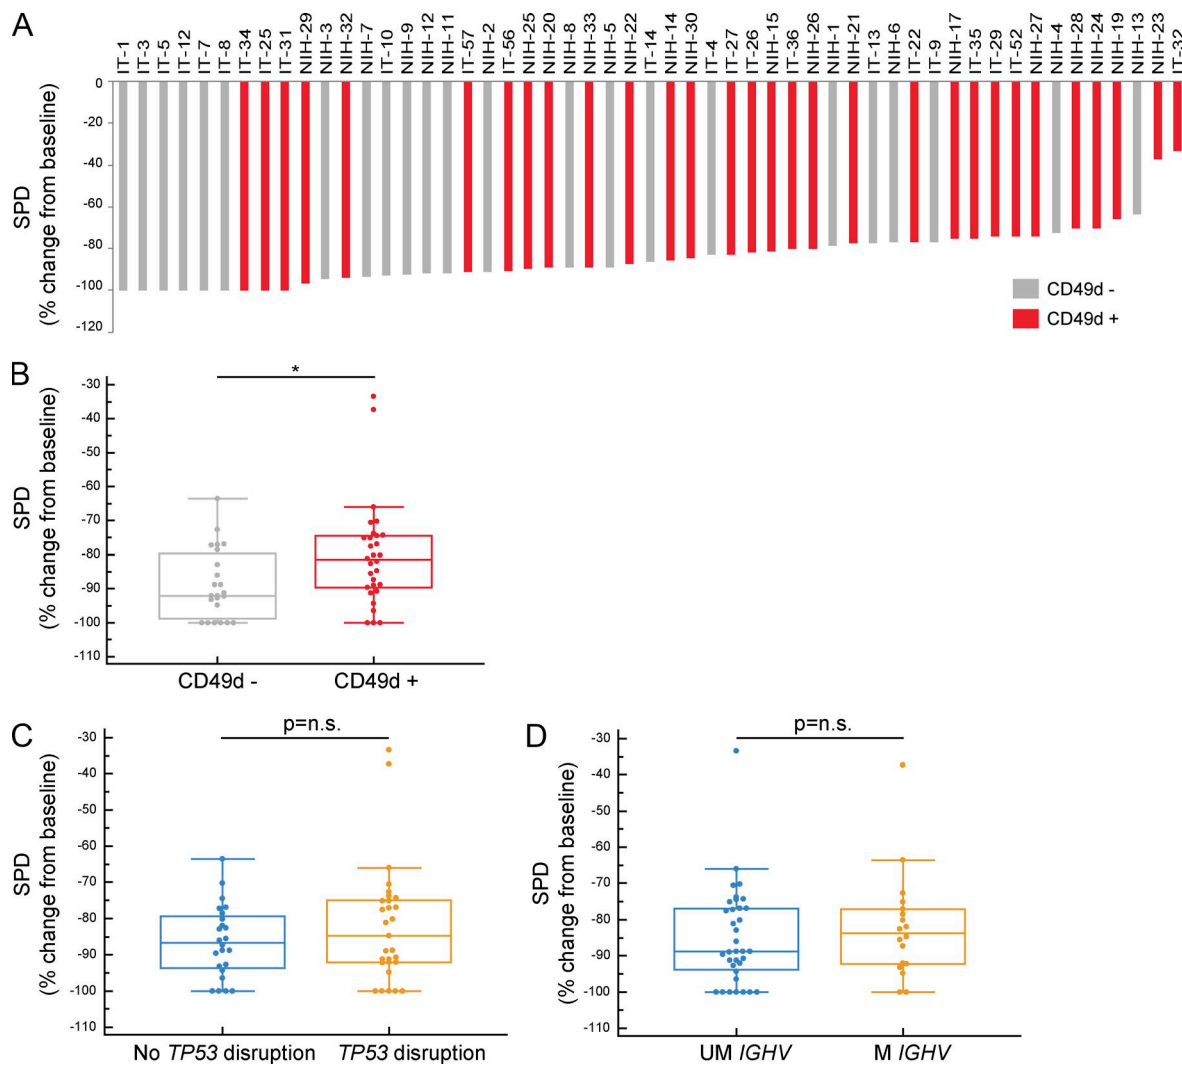 A
IT-1
IT-3
IT-5
IT-12
IT-7
IT-8
IT-34
IT-25
IT-31
NIH-29
NIH-3
NIH-32
NIH-7
IT-10
NIH-9
NIH-12
NIH-11
IT-57
NIH-2
IT-56
NIH-25
NIH-20
NIH-8
NIH-33
NIH-5
NIH-22
IT-14
NIH-14
NIH-30
IT-4
IT-27
IT-26
NIH-15
IT-36
NIH-26
NIH-1
NIH-21
IT-13
NIH-6
IT-22
IT-9
NIH-17
IT-35
IT-29
IT-52
NIH-27
NIH-4
NIH-28
NIH-24
NIH-19
NIH-13
NIH-23
IT-32
SPD
(% change from baseline)
0
-20
-40
-60
-80
-100
-120
CD49d -
CD49d +
B
*
SPD
(% change from baseline)
-30
-40
-50
-60
-70
-80
-90
-100
-110
CD49d -
CD49d +
C
p=n.s.
SPD
(% change from baseline)
-30
-40
-50
-60
-70
-80
-90
-100
-110
No TP53 disruption
TP53 disruption
D
p=n.s.
SPD
(% change from baseline)
-30
-40
-50
-60
-70
-80
-90
-100
-110
UM IGHV
M IGHV